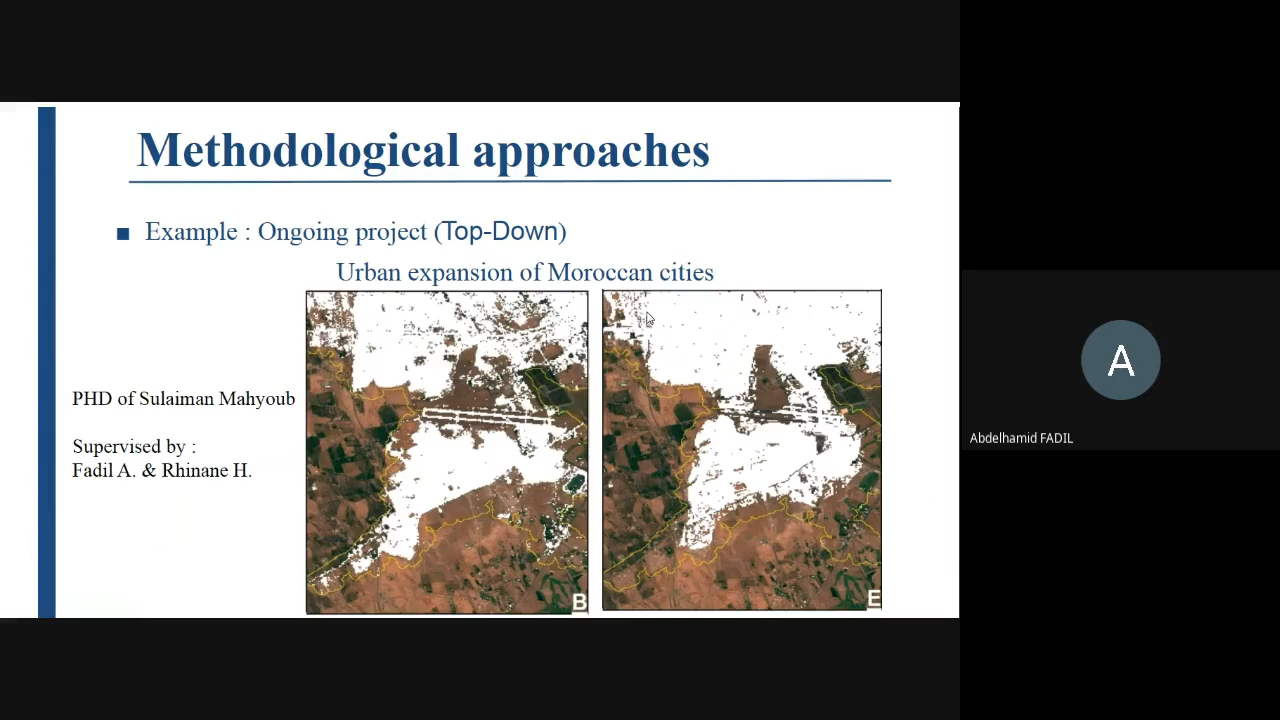 Methodological approaches
■ Example : Ongoing project (Top-Down)
Urban expansion of Moroccan cities
PHD of Sulaiman Mahyoub
Supervised by :
Fadil A. & Rhinane H.
B
E
A
Abdelhamid FADIL